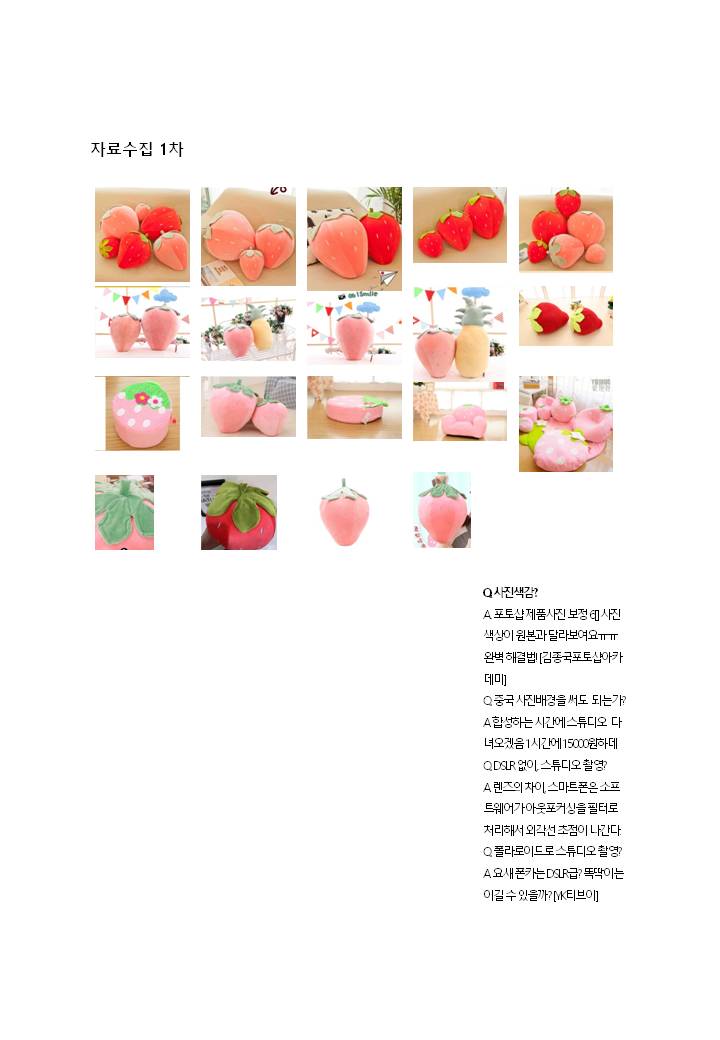 자료수집 1차
Smile
Q. 사진색감?
A. 포토샵 제품사진 보정 6[] 사진
색상이 원본과 달라보여요ㅠㅠ
완벽 해결법! [김종국포토샵아카
데미]
Q. 중국 사진배경을 써도 되는가?
A. 합성하는 시간에 스튜디오 다
녀오겠음 1시간에 15000원하데
Q. DSLR 없이, 스튜디오 촬영?
A. 렌즈의 차이, 스마트폰은 소프
트웨어가 아웃포커싱을 필터로
처리해서 외각선 초점이 나간다.
Q. 폴라로이드로 스튜디오 촬영?
A. 요새 폰카는 DSLR급? 똑딱이는
이길 수 있을까? [YK티브이]